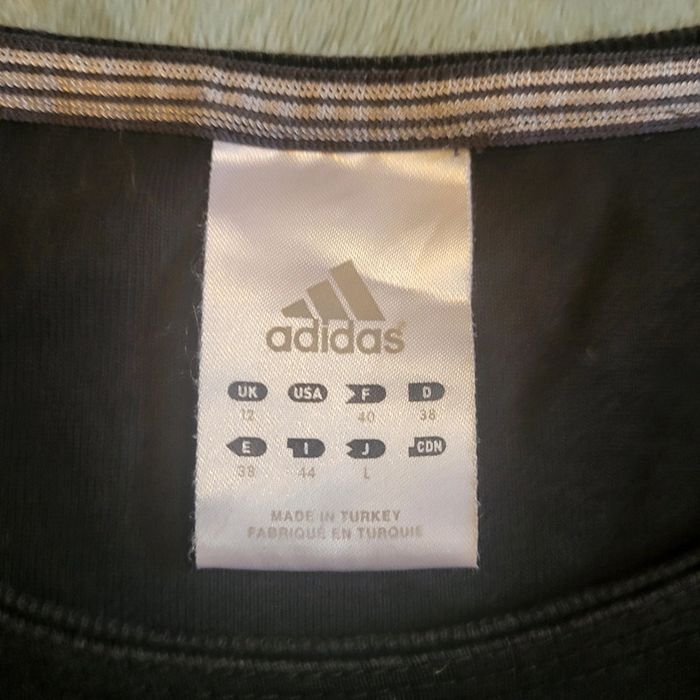 adidas
UK USA F D
12 40 38
E I J CDN
38 44 L
MADE IN TURKEY
FABRIQUÉ EN TURQUIE